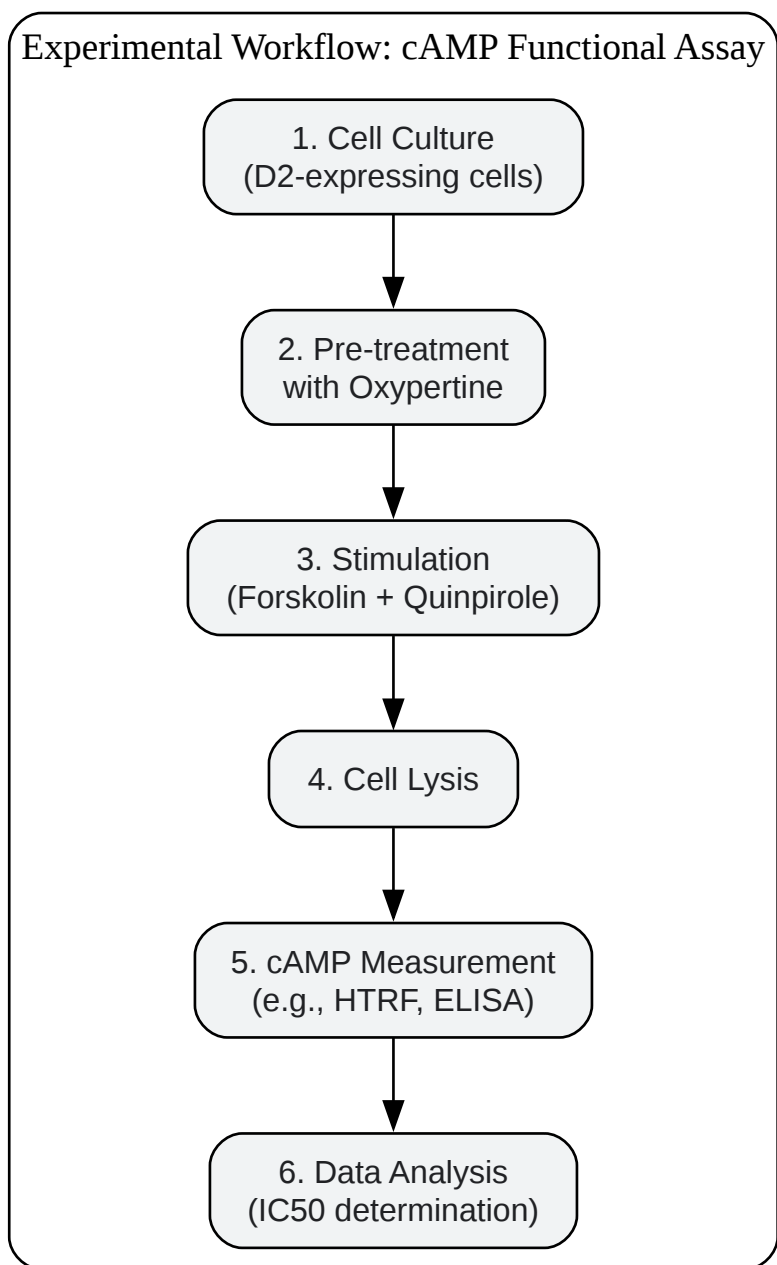 Experimental Workflow: cAMP Functional Assay
1. Cell Culture
(D2-expressing cells)
2. Pre-treatment
with Oxypertine
3. Stimulation
(Forskolin + Quinpirole)
4. Cell Lysis
5. cAMP Measurement
(e.g., HTRF, ELISA)
6. Data Analysis
(IC50 determination)